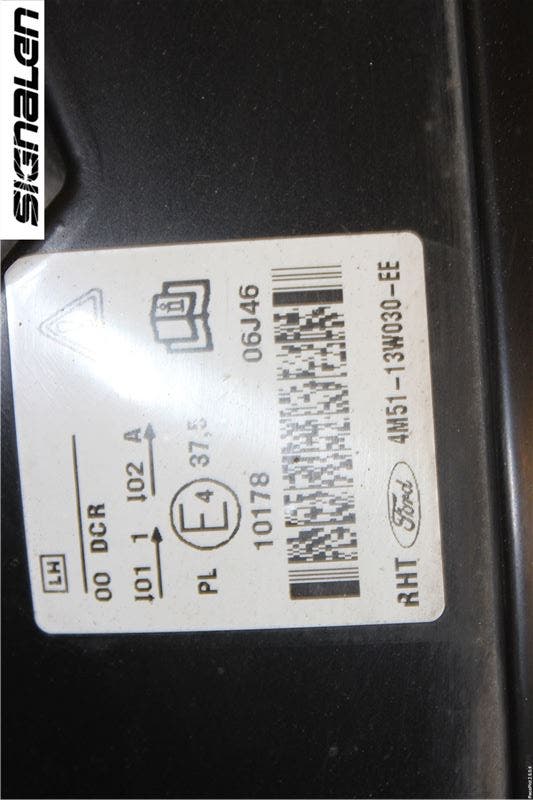 SIGNALEN
LH
00 DCR
I01 1 I02 A
PL E4 37,5
10178 06J46
RHT Ford 4M51-13W030-EE